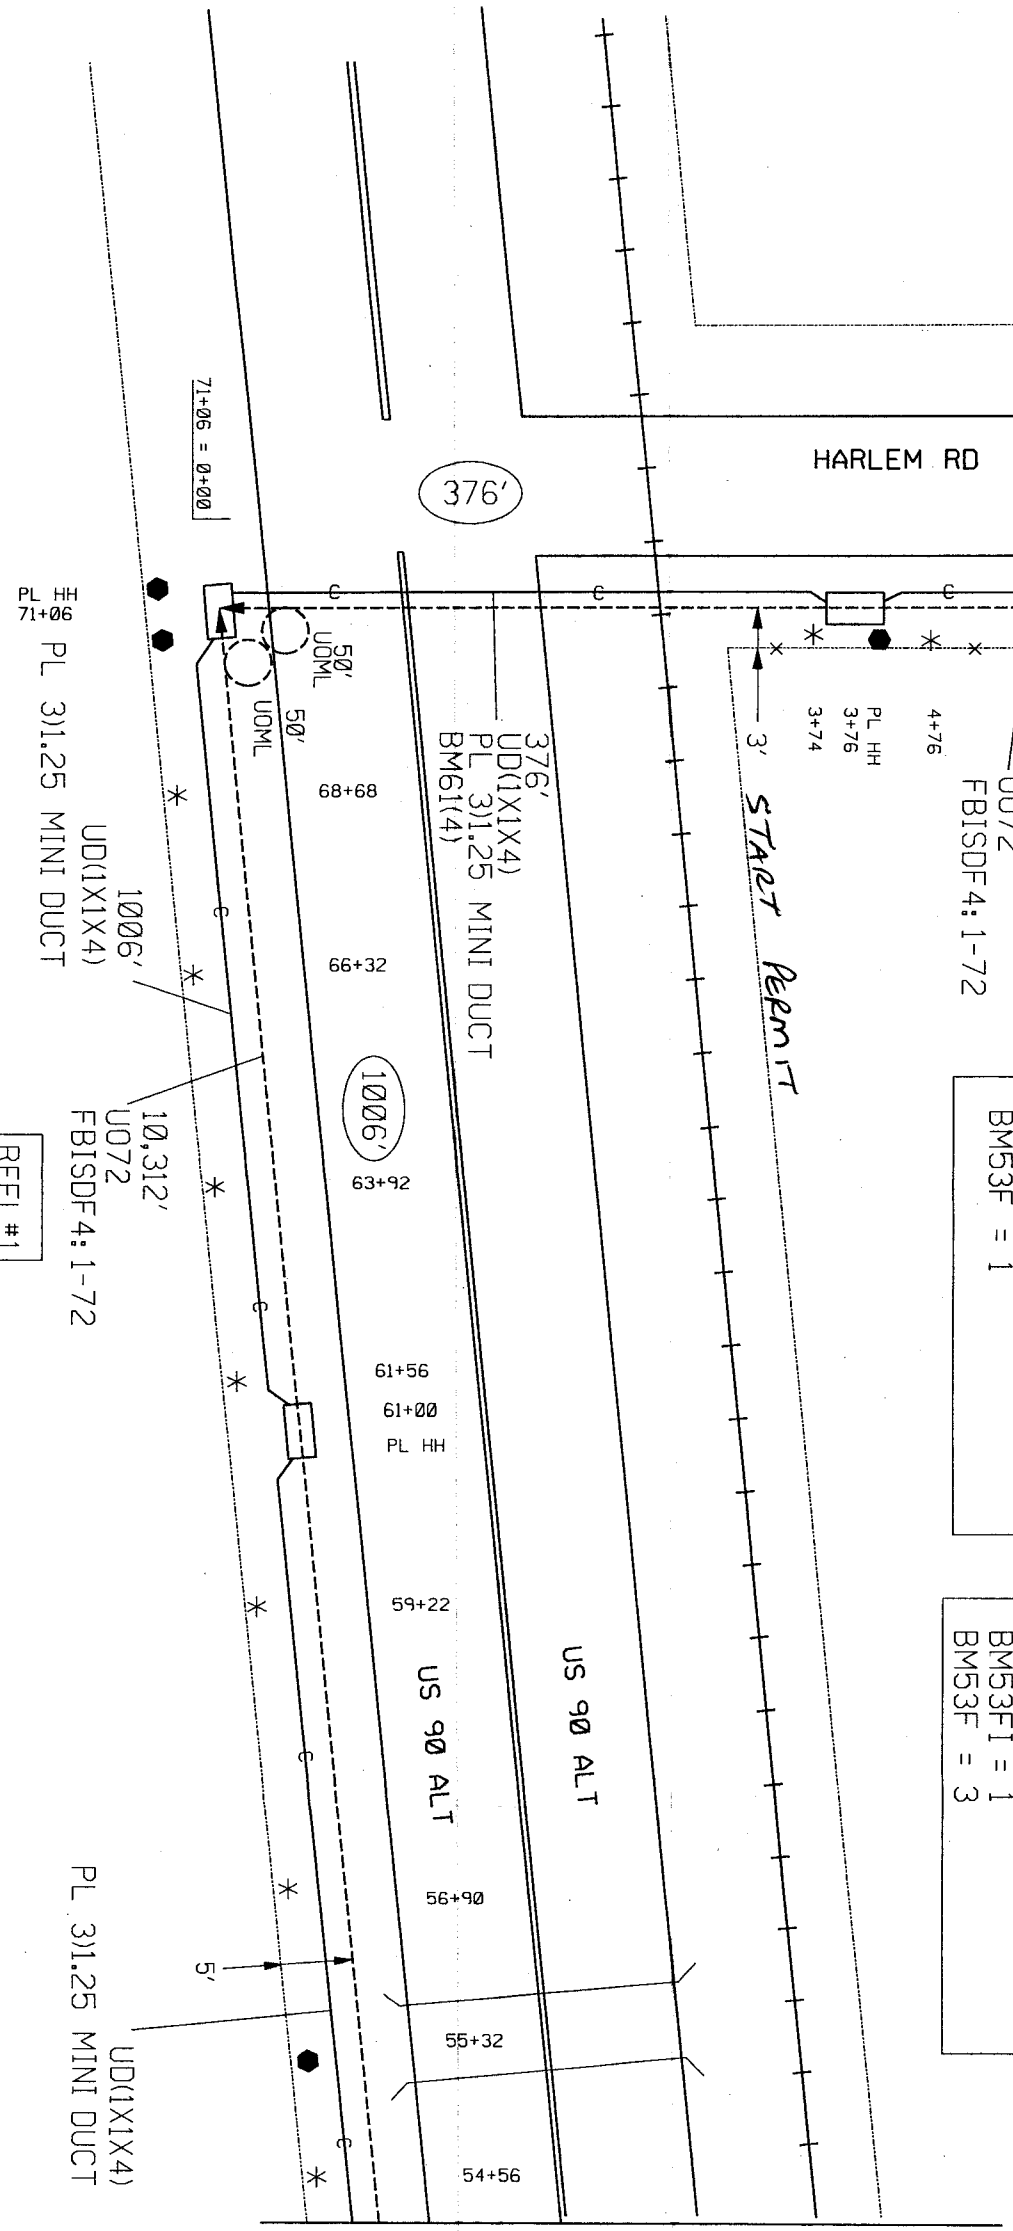 HARLEM RD
376'
71+06 = 0+00
PL HH
71+06
PL 3)1.25 MINI DUCT
UD(1X1X4)
1006'
50'
UOML
50'
UOML
376'
UD(1X1X4)
PL 3)1.25 MINI DUCT
BM61(4)
3'
START PERMIT
3+74
PL HH
3+76
4+76
UO72
FBISDF4:1-72
68+68
66+32
1006'
63+92
10,312'
UO72
FBISDF4:1-72
REEL #1
BM53F = 1
61+56
61+00
PL HH
59+22
US 90 ALT
US 90 ALT
BM53F1 = 1
BM53F = 3
56+90
5'
55+32
54+56
UD(1X1X4)
PL 3)1.25 MINI DUCT